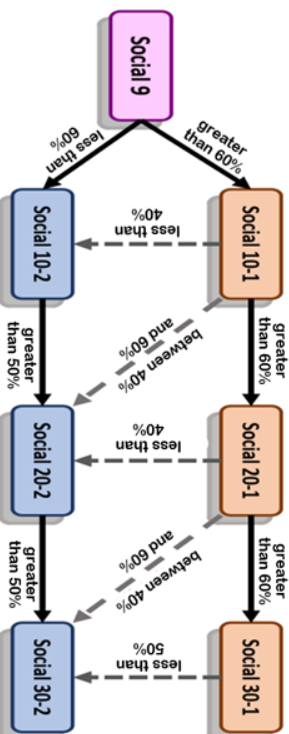 Social 9
greater
than 60%
less than
60%
Social 10-1
less than
40%
Social 10-2
greater
than 60%
between 40%
and 60%
greater
than 50%
Social 20-1
less than
40%
Social 20-2
greater
than 60%
between 40%
and 60%
greater
than 50%
Social 30-1
less than
50%
Social 30-2